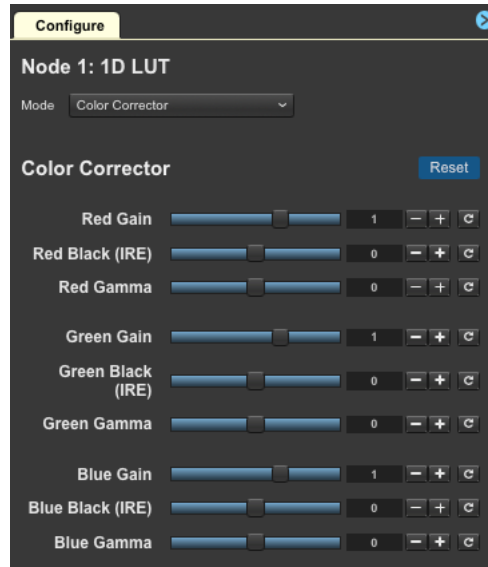 Configure
Node 1: 1D LUT
Mode Color Corrector
Color Corrector Reset
Red Gain 1
Red Black (IRE) 0
Red Gamma 0
Green Gain 1
Green Black
(IRE) 0
Green Gamma 0
Blue Gain 1
Blue Black (IRE) 0
Blue Gamma 0